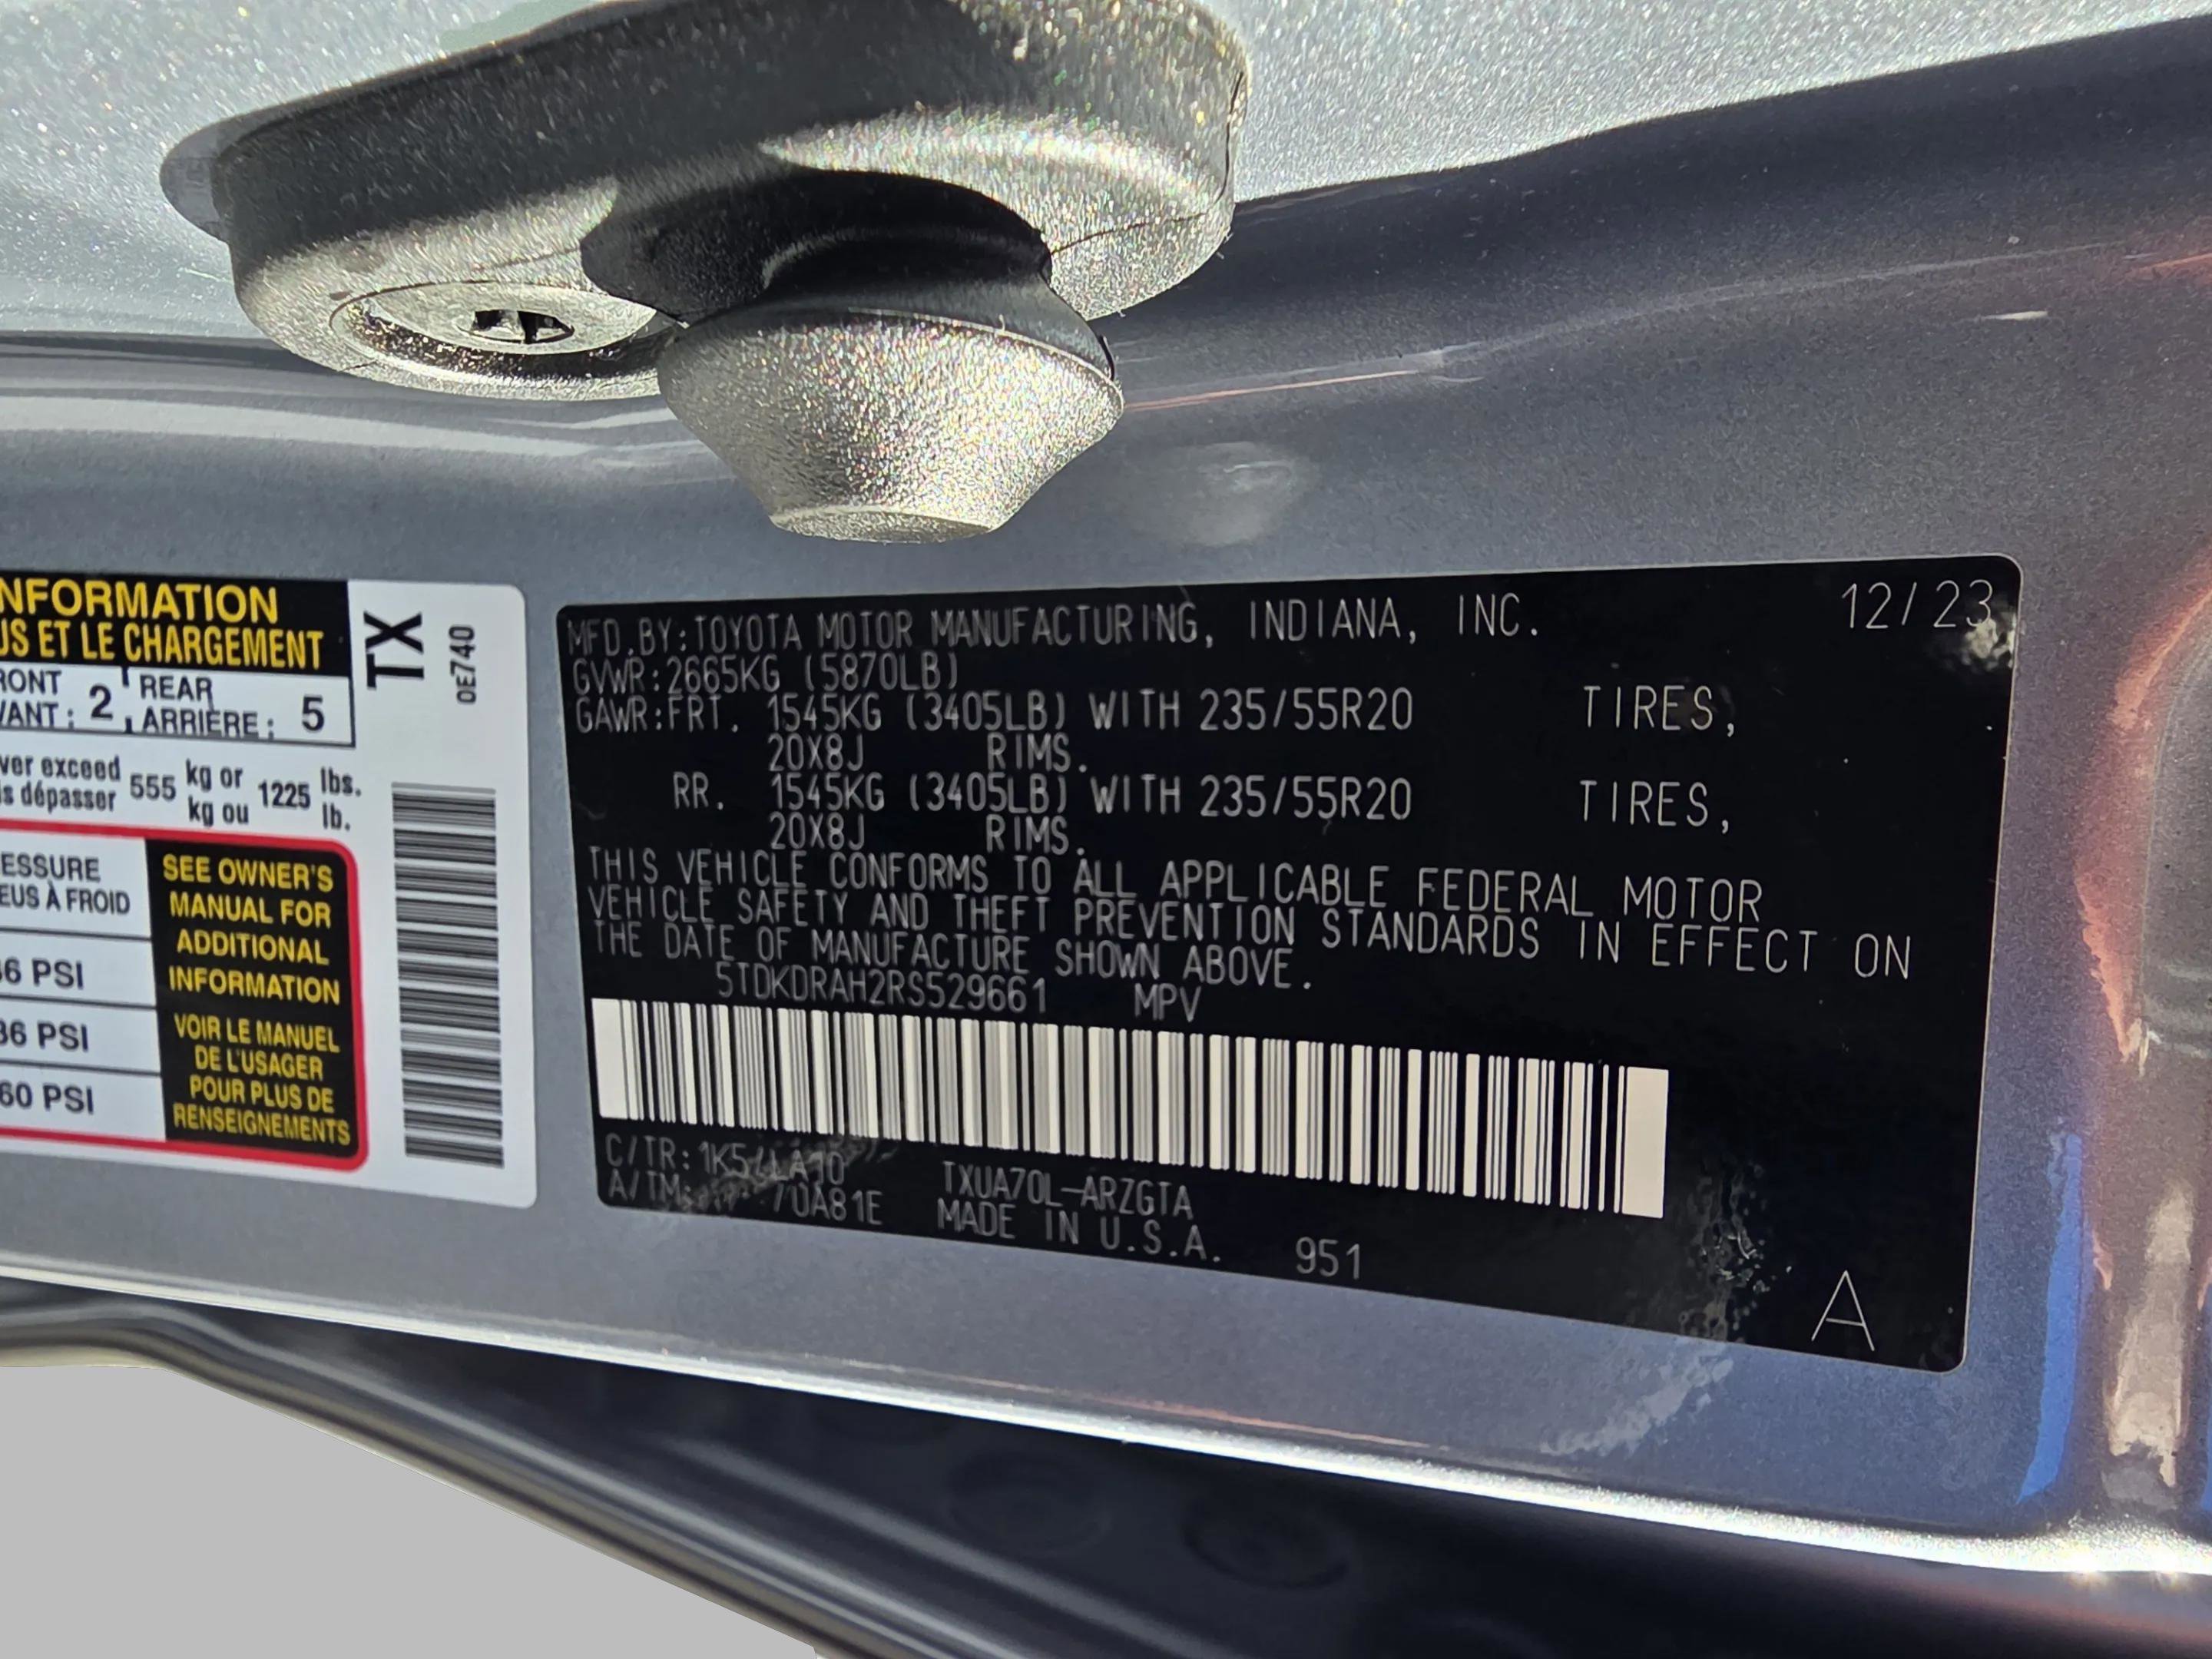 NFORMATION
US ET LE CHARGEMENT
RONT 2 REAR 5
VANT : ARRIÈRE :
ver exceed 555 kg or 1225 lbs.
is dépasser kg ou lb.
ESSURE
EUS À FROID
36 PSI
36 PSI
60 PSI
SEE OWNER'S
MANUAL FOR
ADDITIONAL
INFORMATION
VOIR LE MANUEL
DE L'USAGER
POUR PLUS DE
RENSEIGNEMENTS
TX
0E740
MFD.BY:TOYOTA MOTOR MANUFACTURING, INDIANA, INC. 12/23
GVWR:2665KG (5870LB)
GAWR:FRT. 1545KG (3405LB) WITH 235/55R20 TIRES,
20X8J RIMS.
RR. 1545KG (3405LB) WITH 235/55R20 TIRES,
20X8J RIMS.
THIS VEHICLE CONFORMS TO ALL APPLICABLE FEDERAL MOTOR
VEHICLE SAFETY AND THEFT PREVENTION STANDARDS IN EFFECT ON
THE DATE OF MANUFACTURE SHOWN ABOVE.
5TDKDRAH2RS529661 MPV
C/TR: TXUA70L-ARZGTA
A/TM: MADE IN U.S.A. 951
A